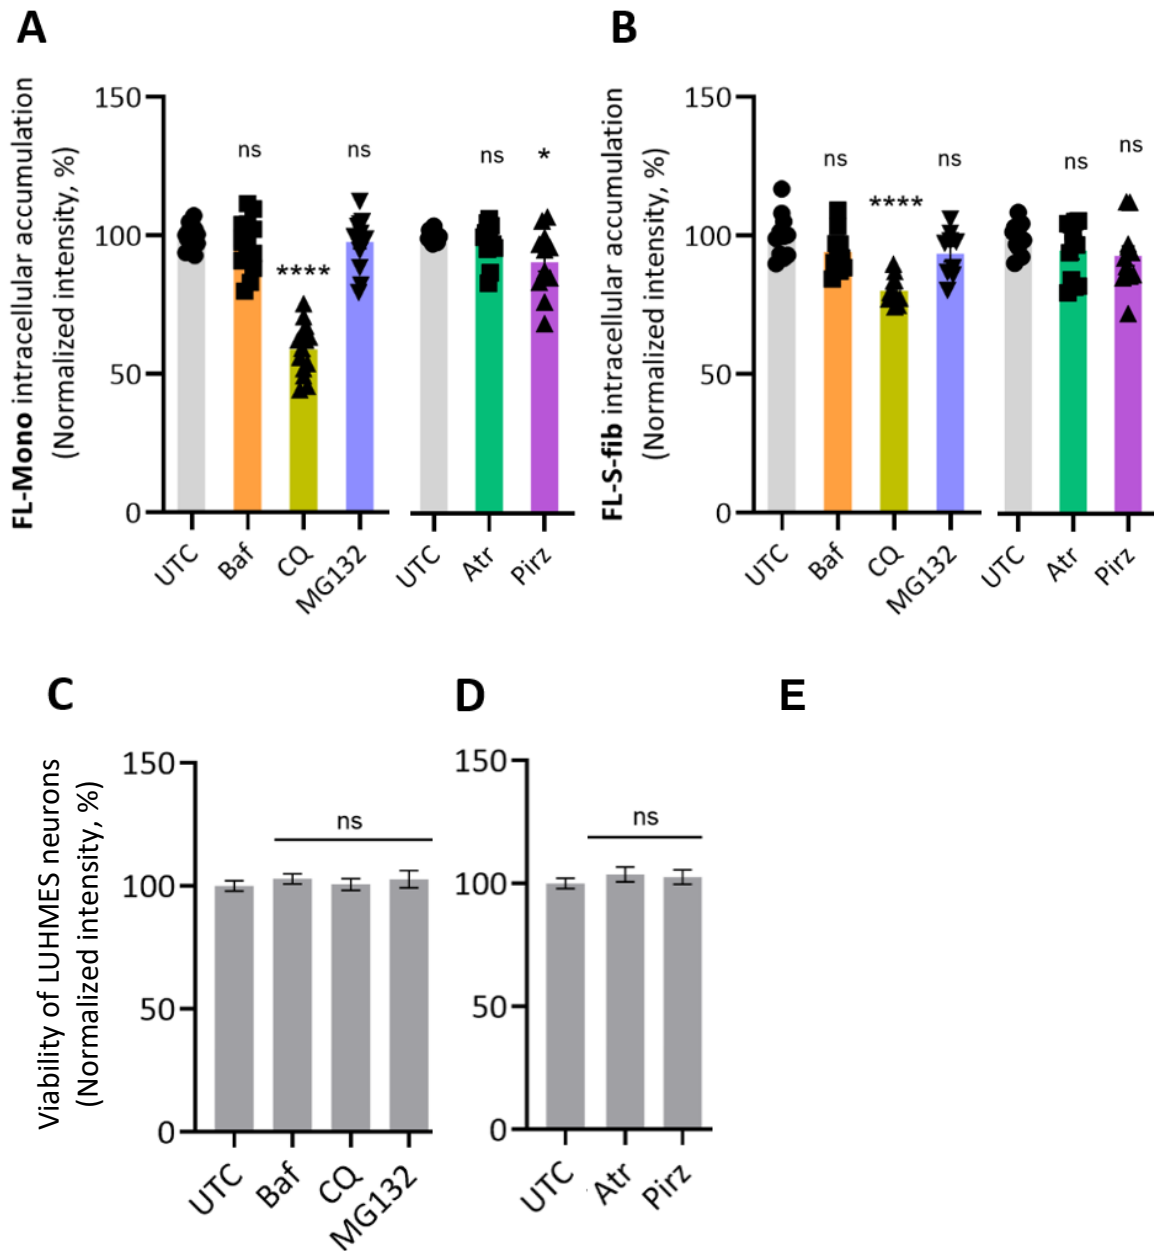 A
FL-Mono intracellular accumulation
(Normalized intensity, %)
150
100
50
0
ns
****
ns
ns
*
UTC
Baf
CQ
MG132
UTC
Atr
Pirz
B
FL-S-fib intracellular accumulation
(Normalized intensity, %)
150
100
50
0
ns
****
ns
ns
ns
UTC
Baf
CQ
MG132
UTC
Atr
Pirz
C
Viability of LUHMES neurons
(Normalized intensity, %)
150
100
50
0
ns
UTC
Baf
CQ
MG132
D
150
100
50
0
ns
UTC
Atr
Pirz
E